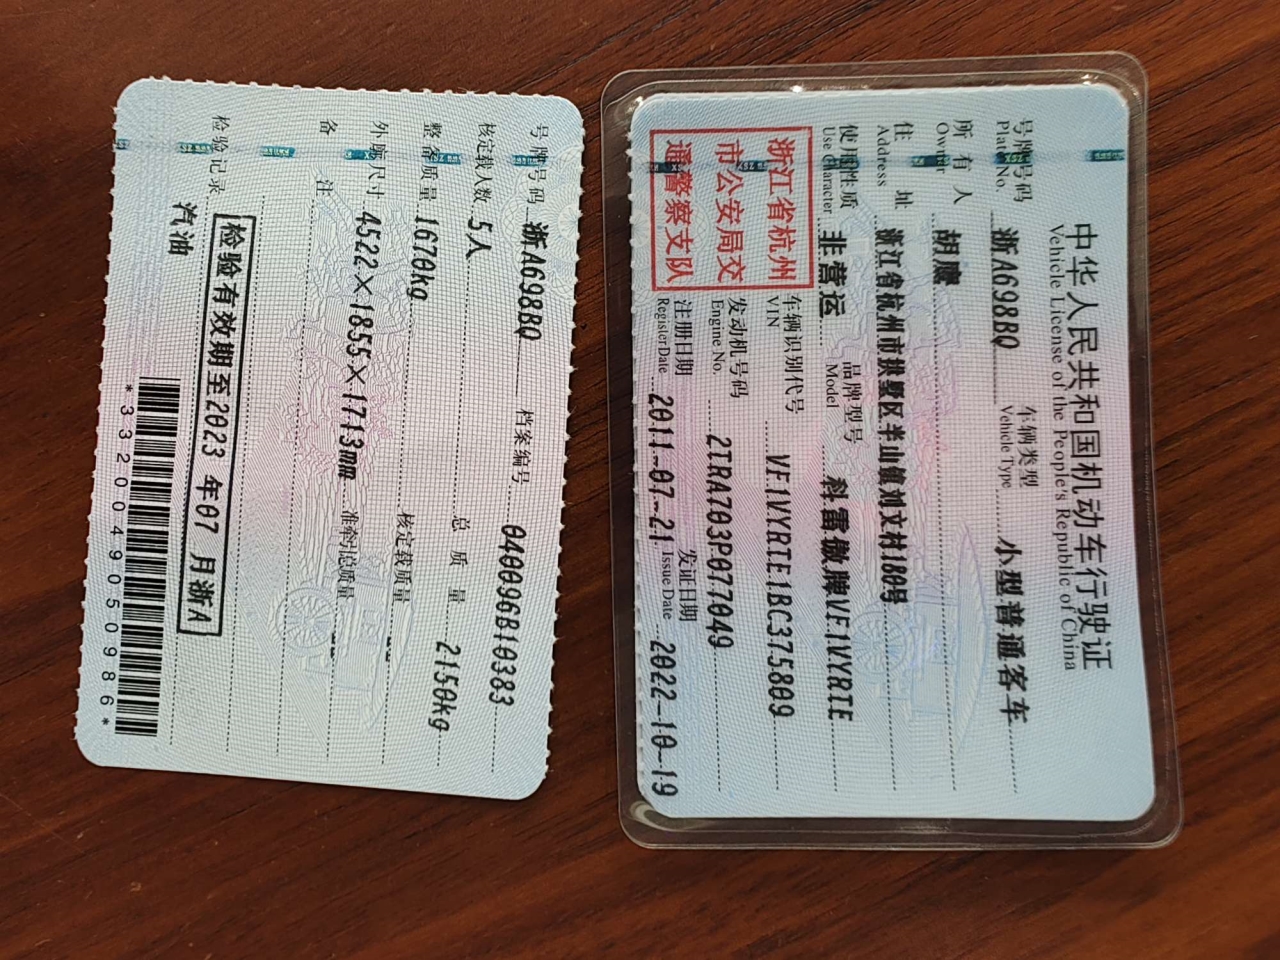 中华人民共和国机动车行驶证
Vehicle License of the People's Republic of China
号牌号码 Plate No. 浙A698BQ 车辆类型 Vehicle Type 小型普通客车
所有人 Owner 胡鹰
住址 Address 浙江省杭州市拱墅区半山镇刘文村180号
使用性质 Use Character 非营运 品牌型号 Model 科雷傲牌VF1VYRTE
浙江省杭州市公安局交通警察支队
车辆识别代号 VIN VF1VYRTE1BC375809
发动机号码 Engine No. 2TRA703P077049
注册日期 Register Date 2011-07-21 发证日期 Issue Date 2022-10-19
号牌号码 浙A698BQ 档案编号 040096B10383
核定载人数 5人 总质量 2150kg
整备质量 1670kg 核定载质量
外廓尺寸 4522×1855×1713mm 准牵引总质量
备注
检验记录 检验有效期至2023年07月浙A
汽油
*3320049050986*